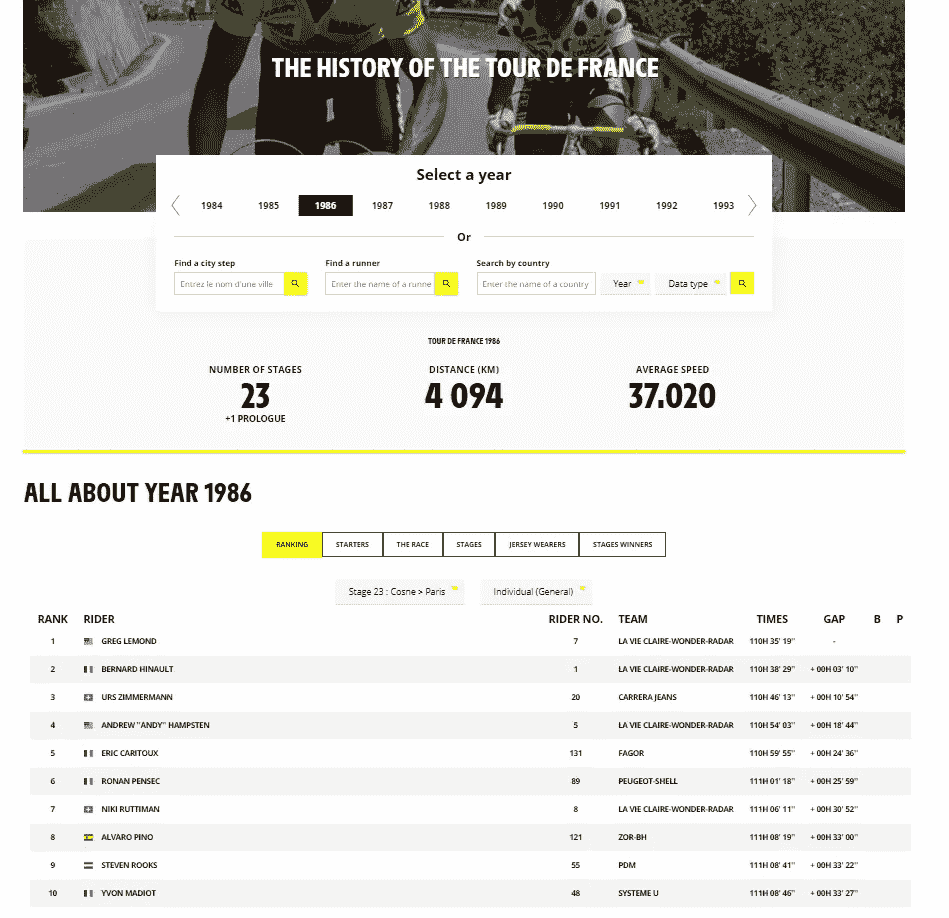 THE HISTORY OF THE TOUR DE FRANCE
Select a year
1984 1985 1986 1987 1988 1989 1990 1991 1992 1993
Or
Find a city step Find a runner Search by country
Entrez le nom d'une ville Enter the name of a runne Enter the name of a country Year Data type
TOUR DE FRANCE 1986
NUMBER OF STAGES DISTANCE (KM) AVERAGE SPEED
23 4 094 37.020
+1 PROLOGUE
ALL ABOUT YEAR 1986
RANKING STARTERS THE RACE STAGES JERSEY WEARERS STAGES WINNERS
Stage 23 : Cosne > Paris Individual (General)
RANK RIDER RIDER NO. TEAM TIMES GAP B P
1 GREG LEMOND 7 LA VIE CLAIRE-WONDER-RADAR 110H 35' 19'' -
2 BERNARD HINAULT 1 LA VIE CLAIRE-WONDER-RADAR 110H 38' 29'' + 00H 03' 10''
3 URS ZIMMERMANN 20 CARRERA JEANS 110H 46' 13'' + 00H 10' 54''
4 ANDREW "ANDY" HAMPSTEN 5 LA VIE CLAIRE-WONDER-RADAR 110H 54' 03'' + 00H 18' 44''
5 ERIC CARITOUX 131 FAGOR 110H 59' 55'' + 00H 24' 36''
6 RONAN PENSEC 89 PEUGEOT-SHELL 111H 01' 18'' + 00H 25' 59''
7 NIKI RUTTIMAN 8 LA VIE CLAIRE-WONDER-RADAR 111H 06' 11'' + 00H 30' 52''
8 ALVARO PINO 121 ZOR-BH 111H 08' 19'' + 00H 33' 00''
9 STEVEN ROOKS 55 PDM 111H 08' 41'' + 00H 33' 22''
10 YVON MADIOT 48 SYSTEME U 111H 08' 46'' + 00H 33' 27''